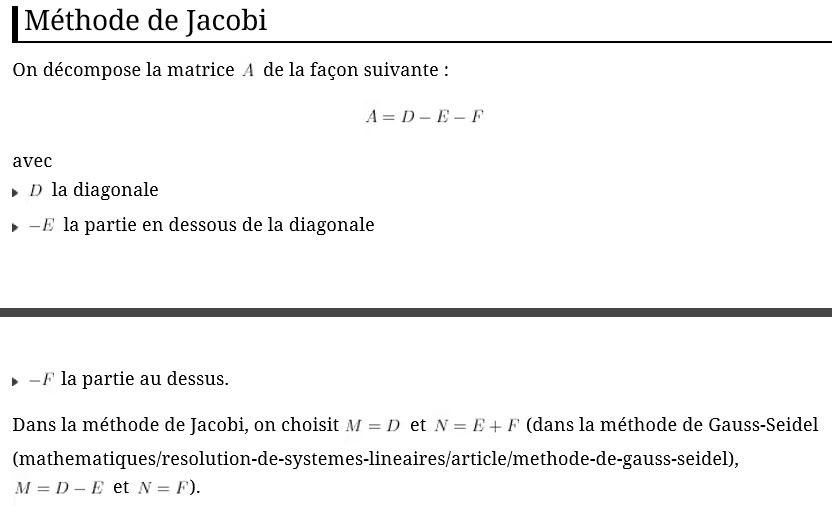 Méthode de Jacobi
On décompose la matrice A de la façon suivante :
A = D − E − F
avec
D la diagonale
−E la partie en dessous de la diagonale
−F la partie au dessus.
Dans la méthode de Jacobi, on choisit M = D et N = E + F (dans la méthode de Gauss-Seidel
(mathematiques/resolution-de-systemes-lineaires/article/methode-de-gauss-seidel),
M = D − E et N = F).